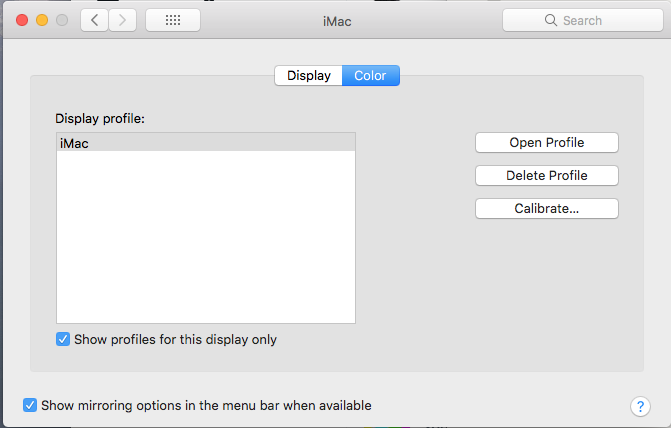 iMac
Search
Display Color
Display profile:
iMac
Open Profile
Delete Profile
Calibrate...
Show profiles for this display only
Show mirroring options in the menu bar when available
?